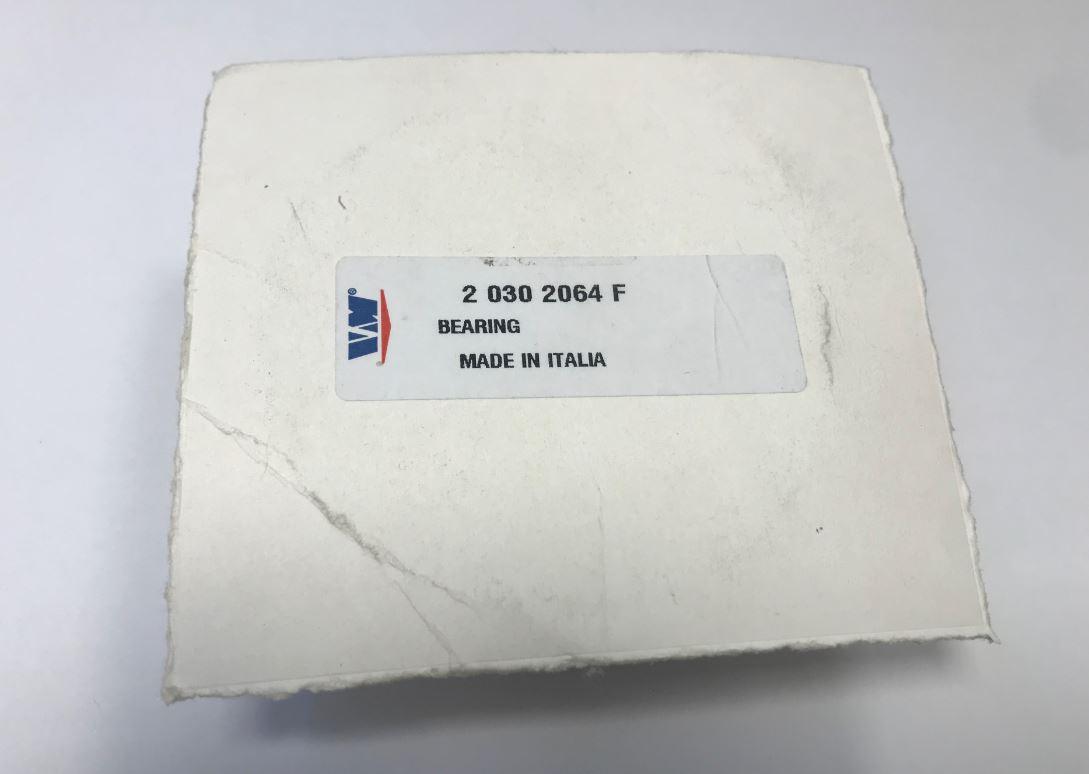 2 030 2064 F
BEARING
MADE IN ITALIA
W®